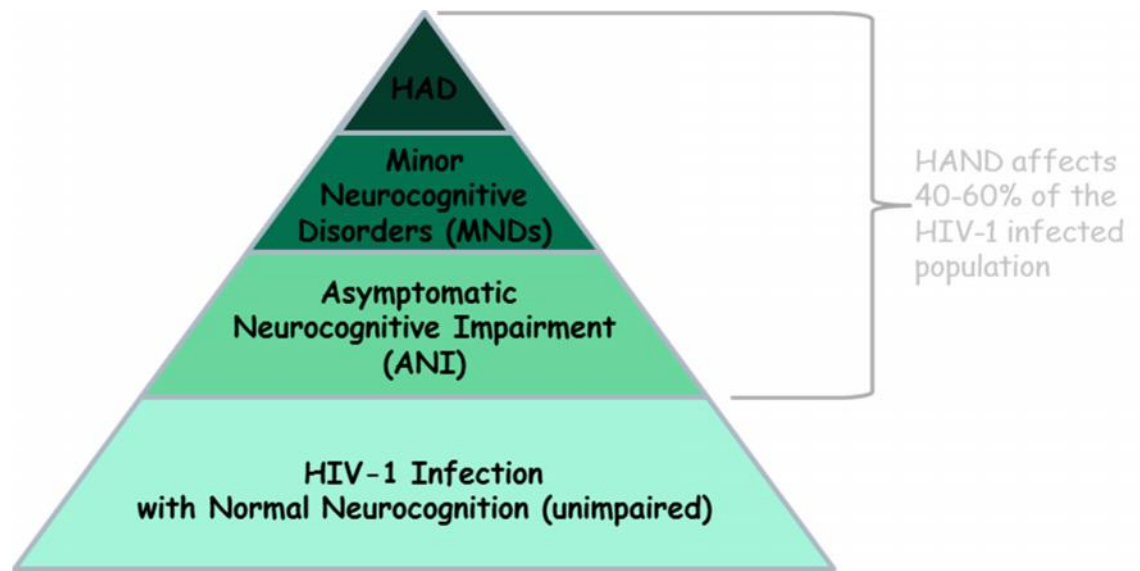 HAD
Minor
Neurocognitive
Disorders (MNDs)
Asymptomatic
Neurocognitive Impairment
(ANI)
HIV-1 Infection
with Normal Neurocognition (unimpaired)
HAND affects
40-60% of the
HIV-1 infected
population